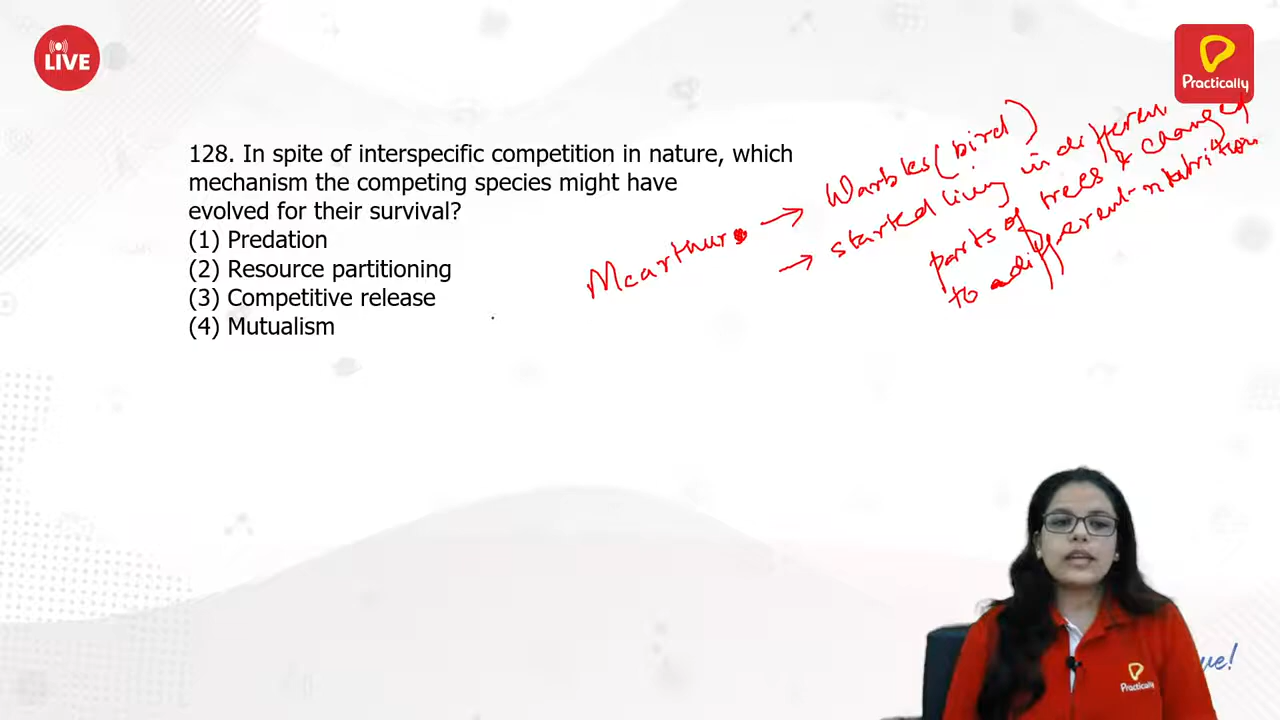 LIVE
Practically
128. In spite of interspecific competition in nature, which
mechanism the competing species might have
evolved for their survival?
(1) Predation
(2) Resource partitioning
(3) Competitive release
(4) Mutualism
Mcarthur → Warbles (bird)
→ started living in different
parts of trees & changed
to a different nutrition
Practically
ue!